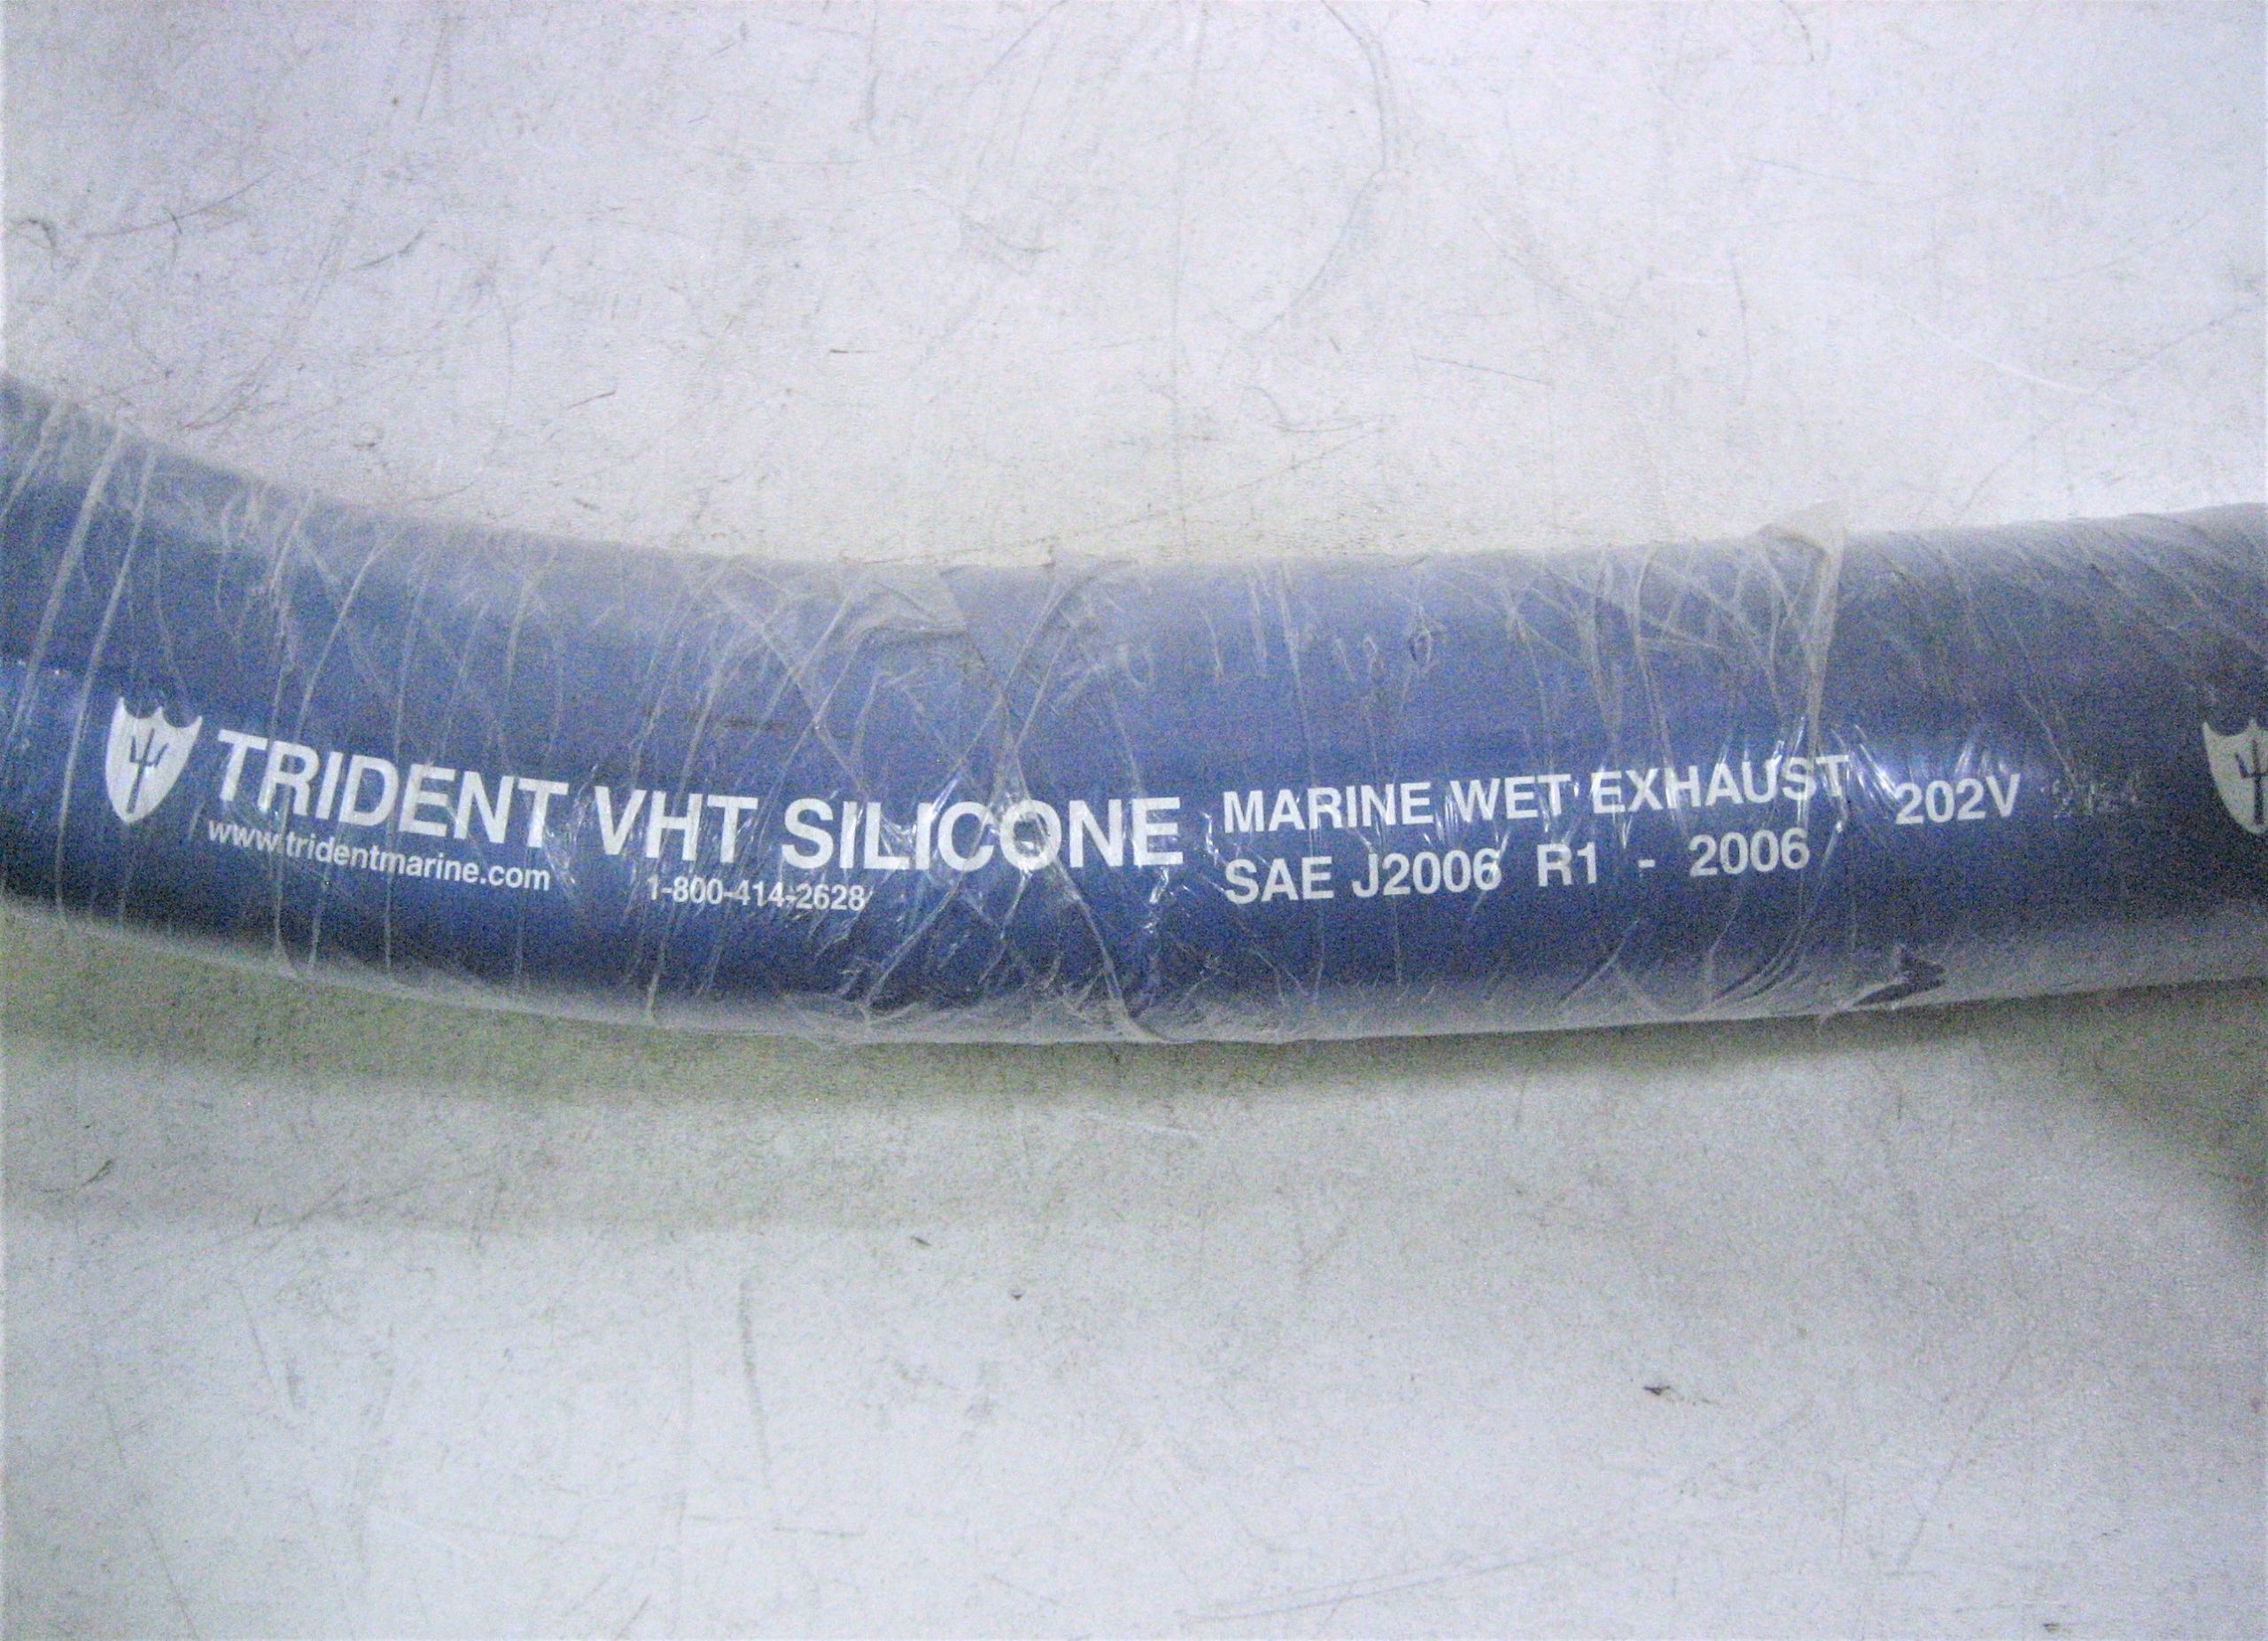 TRIDENT VHT SILICONE
www.tridentmarine.com 1-800-414-2628
MARINE WET EXHAUST 202V
SAE J2006 R1 - 2006